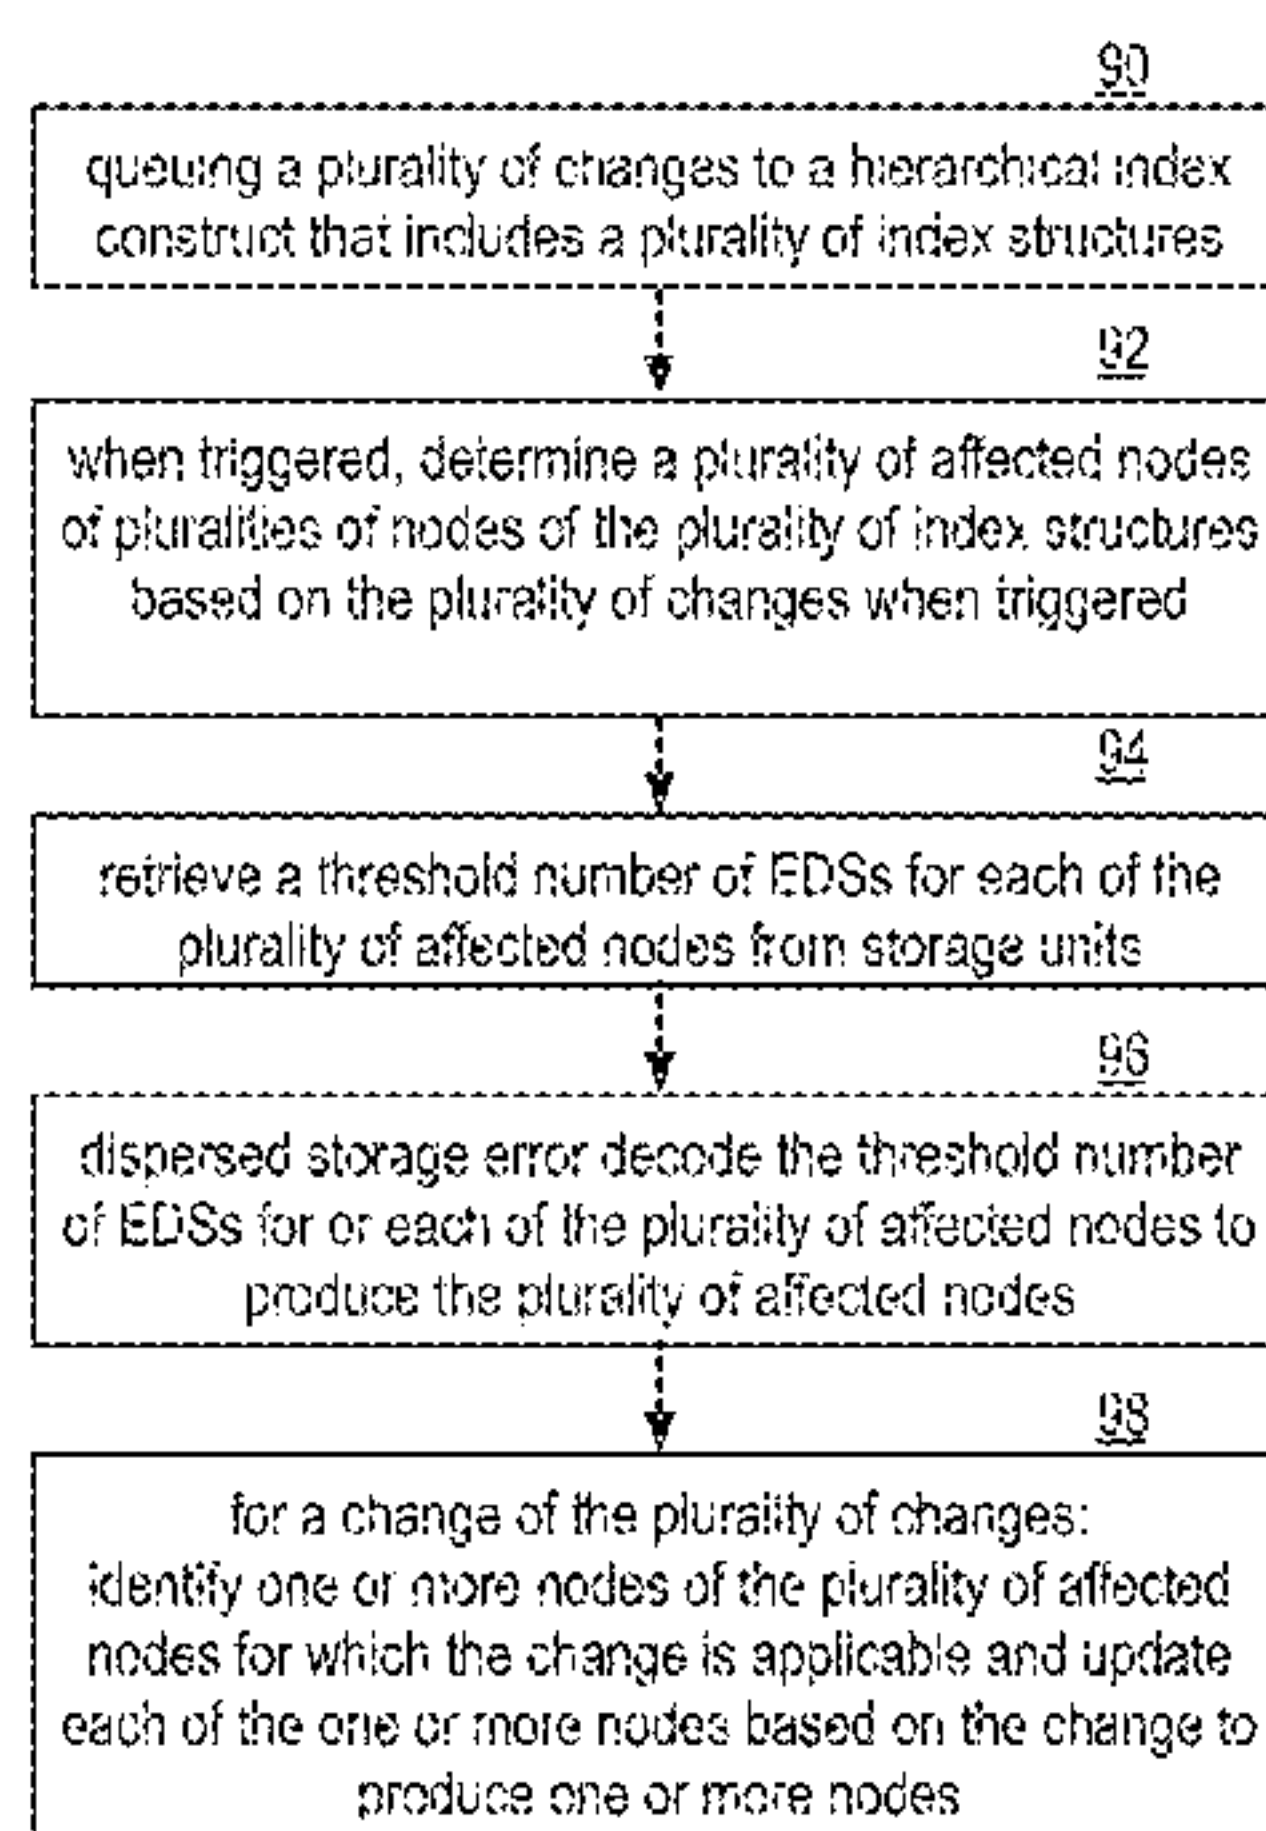 90
queuing a plurality of changes to a hierarchical index
construct that includes a plurality of index structures
92
when triggered, determine a plurality of affected nodes
of pluralities of nodes of the plurality of index structures
based on the plurality of changes when triggered
94
retrieve a threshold number of EDSs for each of the
plurality of affected nodes from storage units
96
dispersed storage error decode the threshold number
of EDSs for or each of the plurality of affected nodes to
produce the plurality of affected nodes
98
for a change of the plurality of changes:
identify one or more nodes of the plurality of affected
nodes for which the change is applicable and update
each of the one or more nodes based on the change to
produce one or more nodes